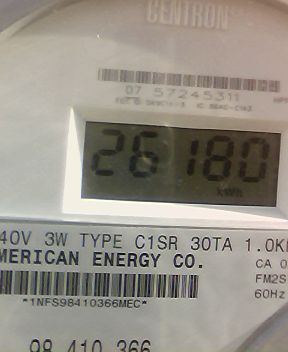 CENTRON
07 57245311
26180
kWh
40V 3W TYPE C1SR 30TA 1.0K
MERICAN ENERGY CO.
CA 0
FM2S
60Hz
*1NFS98410366MEC*
98 410 366